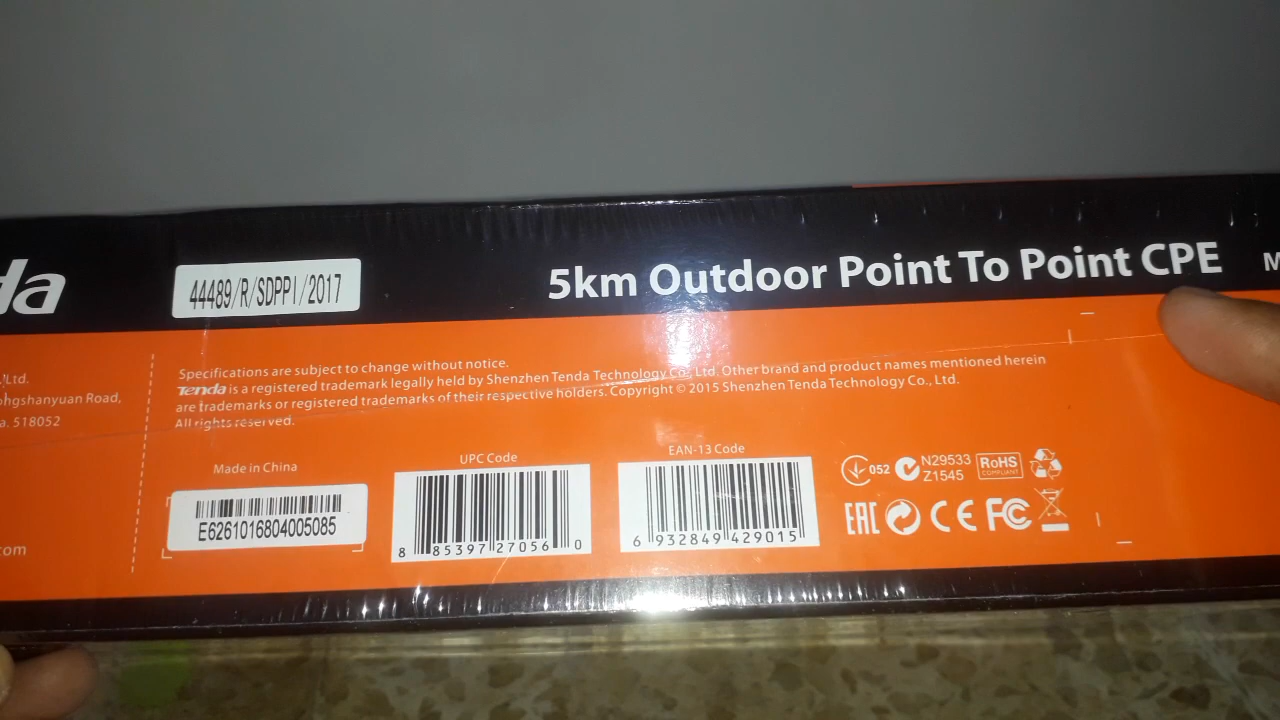 da
44489/R/SDPPI/2017
5km Outdoor Point To Point CPE
M
.,Ltd.
ongshanyuan Road,
a. 518052
com
Specifications are subject to change without notice.
Tenda is a registered trademark legally held by Shenzhen Tenda Technology Co., Ltd. Other brand and product names mentioned herein
are trademarks or registered trademarks of their respective holders. Copyright © 2015 Shenzhen Tenda Technology Co., Ltd.
All rights reserved.
Made in China
E6261016804005085
UPC Code
8 85397 27056 0
EAN-13 Code
6 932849 429015
052
N29533
Z1545
RoHS
COMPLIANT
EAC
CE
FC